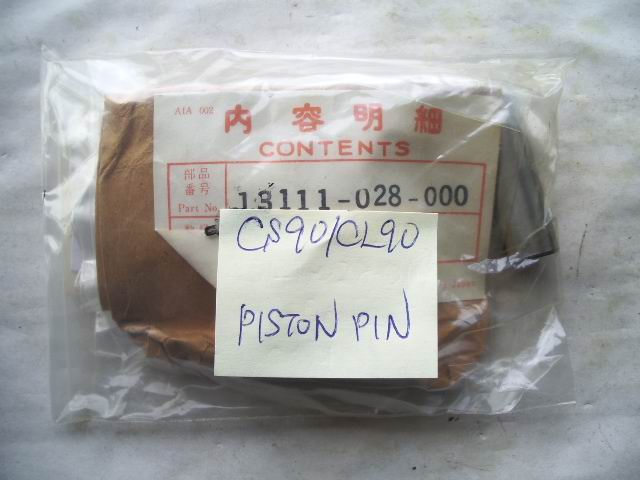 AIA 002
内容明細
CONTENTS
部品
番号
Part No. 13111-028-000
CS90/CL90
PISTON PIN